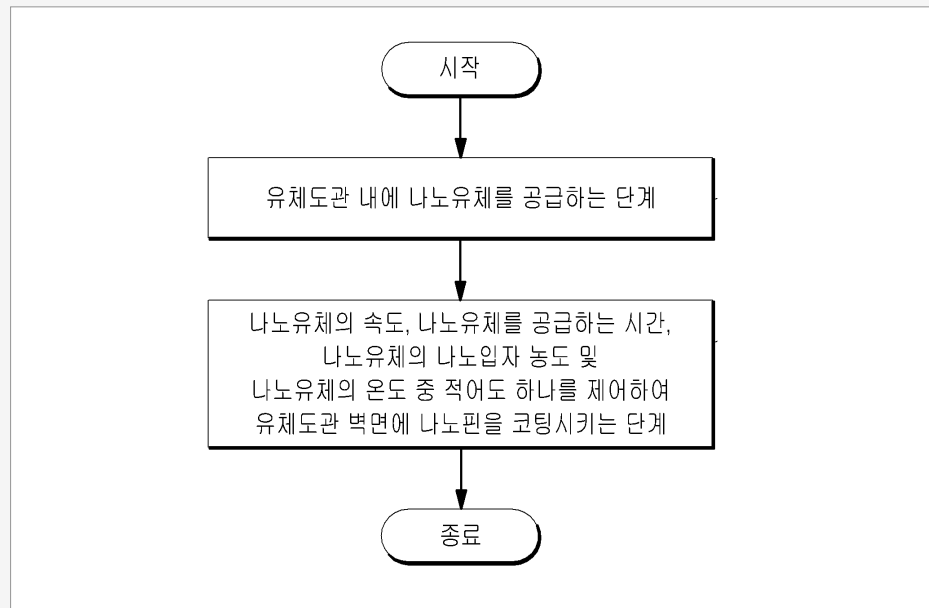 시작
유체도관 내에 나노유체를 공급하는 단계
나노유체의 속도, 나노유체를 공급하는 시간,
나노유체의 나노입자 농도 및
나노유체의 온도 중 적어도 하나를 제어하여
유체도관 벽면에 나노핀을 코팅시키는 단계
종료